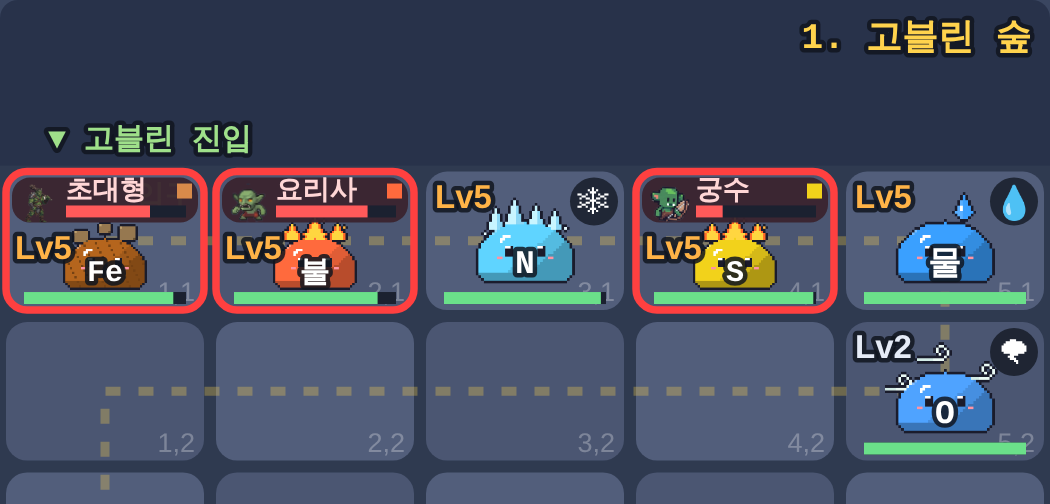 1. 고블린 숲
▼ 고블린 진입
초대형 요리사 궁수
Lv5 Lv5 Lv5 Lv5 Lv5
Fe 불 N S 물
1,1 2,1 3,1 4,1 5,1
Lv2
O
1,2 2,2 3,2 4,2 5,2